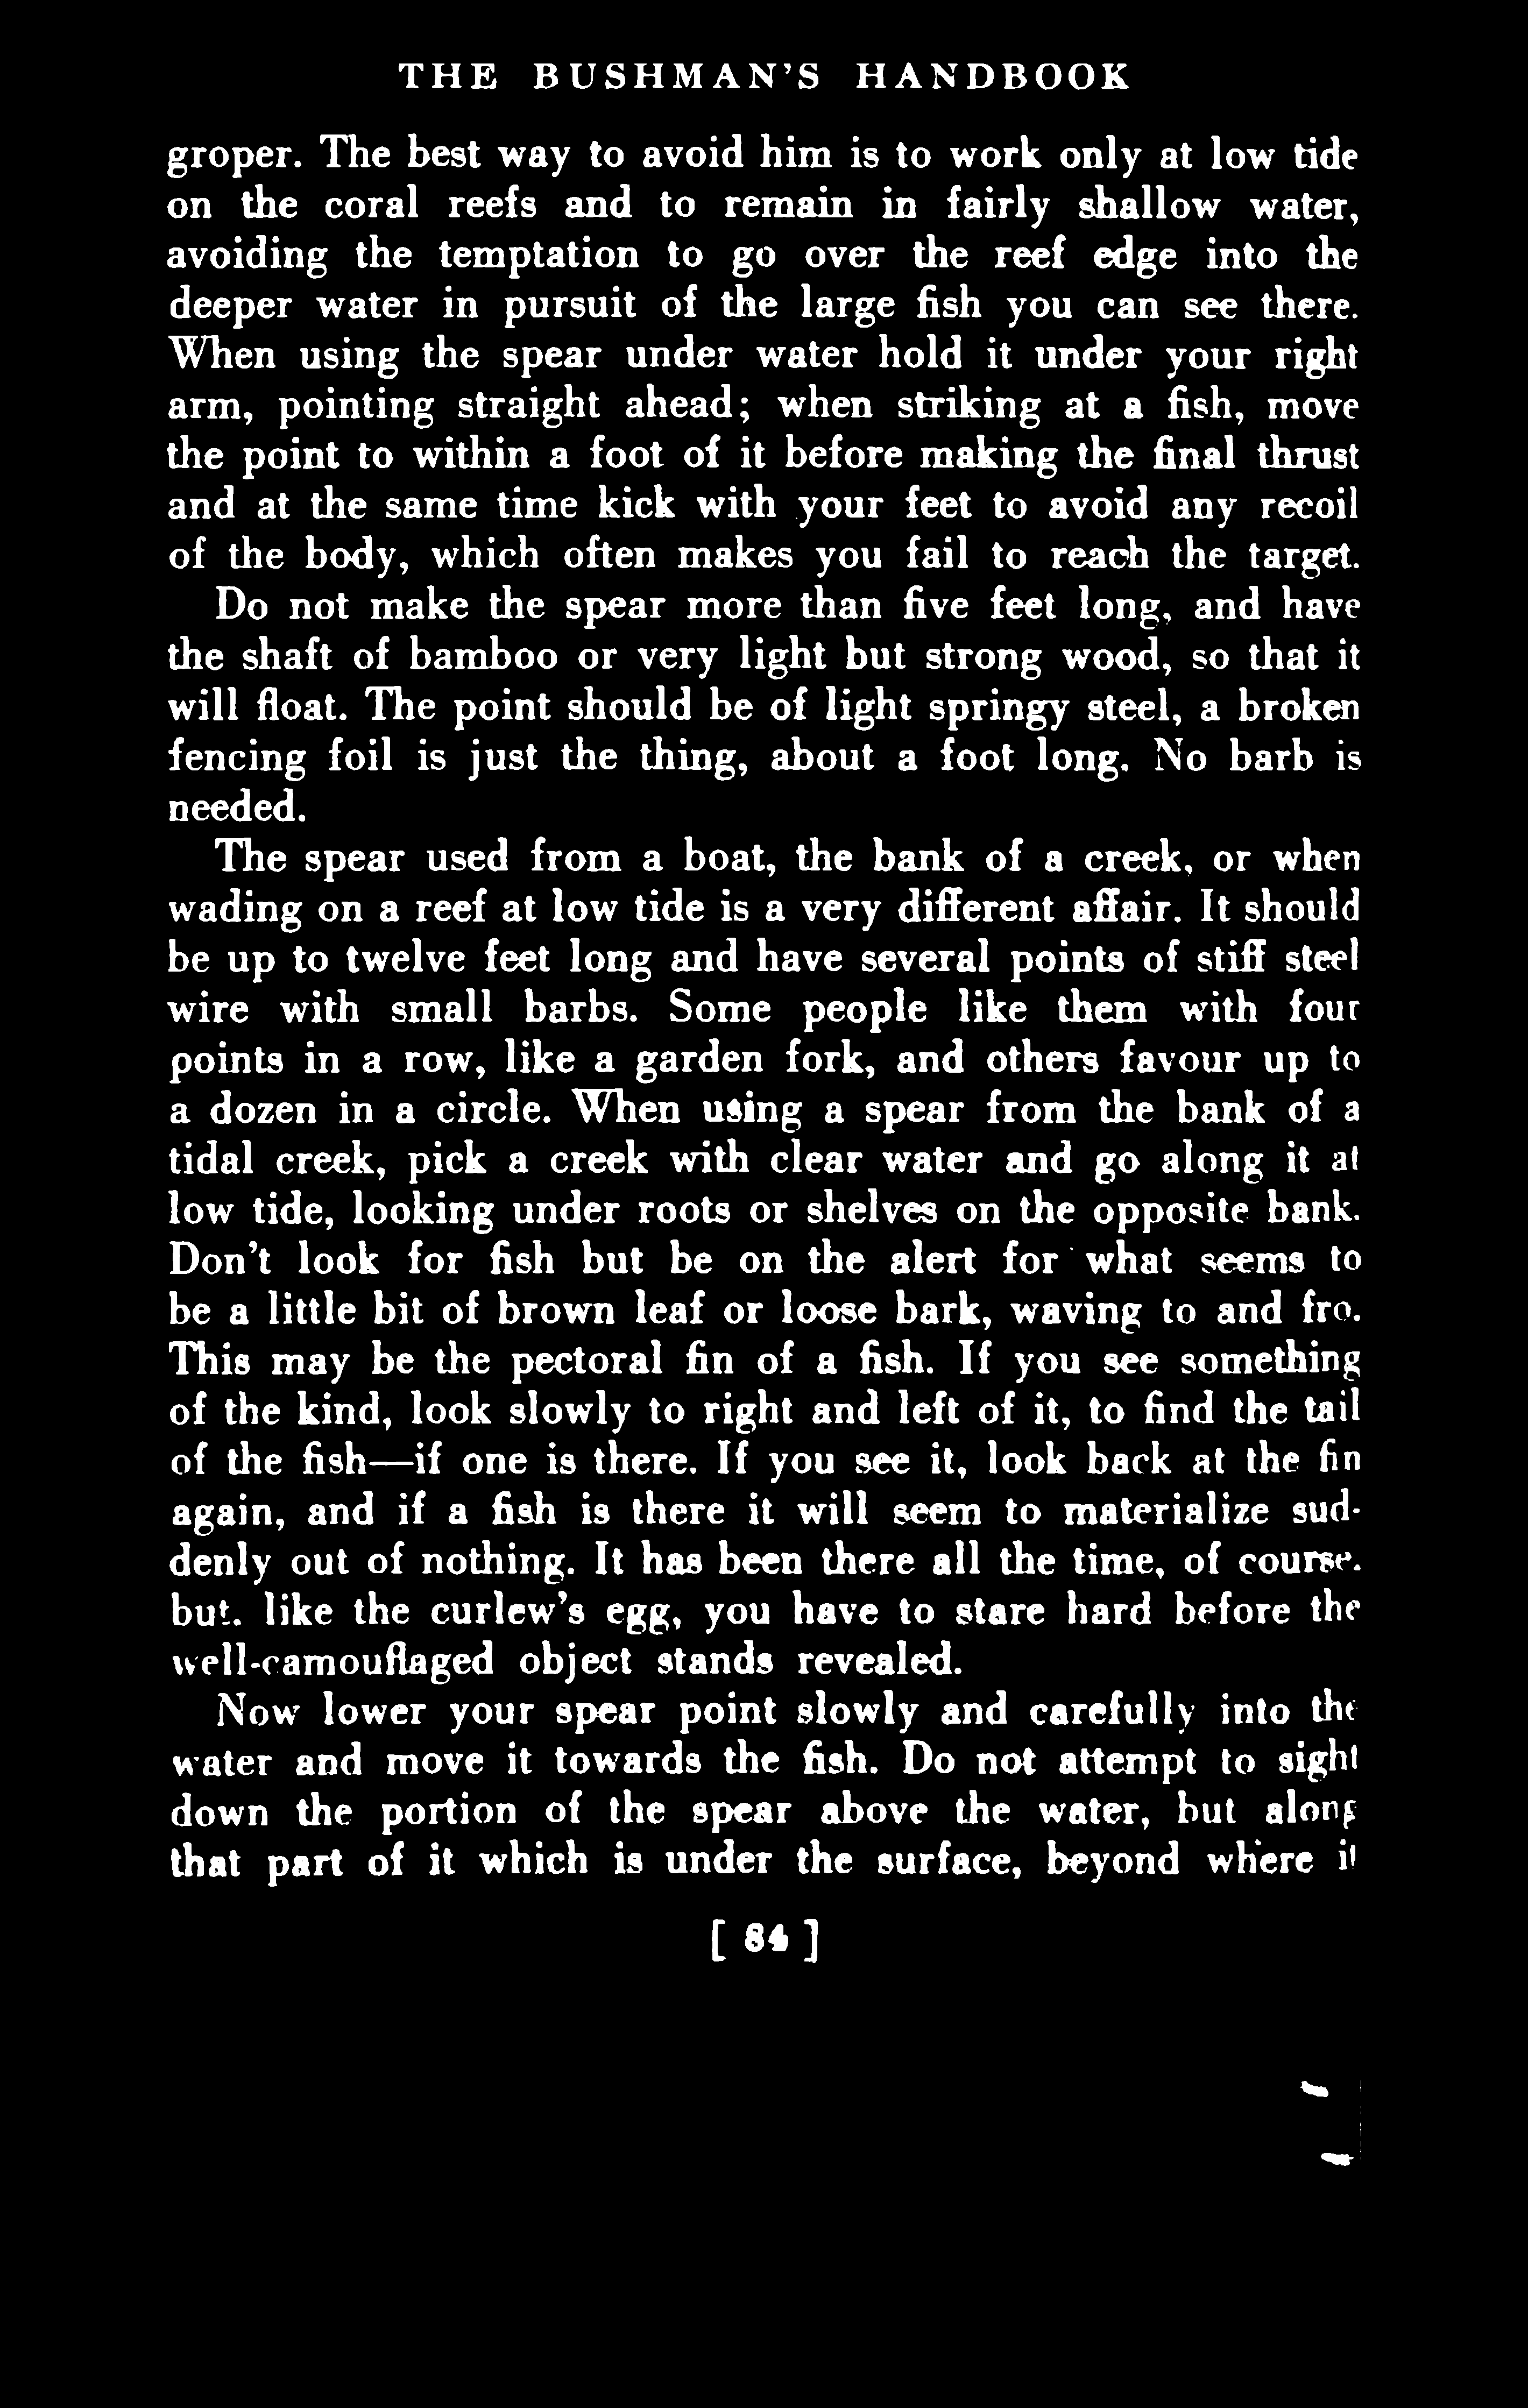 THE BUSHMAN'S HANDBOOK
groper. The best way to avoid him is to work only at low tide
on the coral reefs and to remain in fairly shallow water,
avoiding the temptation to go over the reef edge into the
deeper water in pursuit of the large fish you can see there.
When using the spear under water hold it under your right
arm, pointing straight ahead; when striking at a fish, move
the point to within a foot of it before making the final thrust
and at the same time kick with your feet to avoid any recoil
of the body, which often makes you fail to reach the target.
Do not make the spear more than five feet long, and have
the shaft of bamboo or very light but strong wood, so that it
will float. The point should be of light springy steel, a broken
fencing foil is just the thing, about a foot long. No barb is
needed.
The spear used from a boat, the bank of a creek, or when
wading on a reef at low tide is a very different affair. It should
be up to twelve feet long and have several points of stiff steel
wire with small barbs. Some people like them with four
points in a row, like a garden fork, and others favour up to
a dozen in a circle. When using a spear from the bank of a
tidal creek, pick a creek with clear water and go along it at
low tide, looking under roots or shelves on the opposite bank.
Don't look for fish but be on the alert for what seems to
be a little bit of brown leaf or loose bark, waving to and fro.
This may be the pectoral fin of a fish. If you see something
of the kind, look slowly to right and left of it, to find the tail
of the fish—if one is there. If you see it, look back at the fin
again, and if a fish is there it will seem to materialize sud-
denly out of nothing. It has been there all the time, of course.
but. like the curlew's egg, you have to stare hard before the
well-camouflaged object stands revealed.
Now lower your spear point slowly and carefully into the
water and move it towards the fish. Do not attempt to sight
down the portion of the spear above the water, but along
that part of it which is under the surface, beyond where it
[ 84 ]